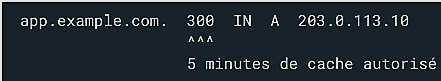 app.example.com. 300 IN A 203.0.113.10
^^^
5 minutes de cache autorisé